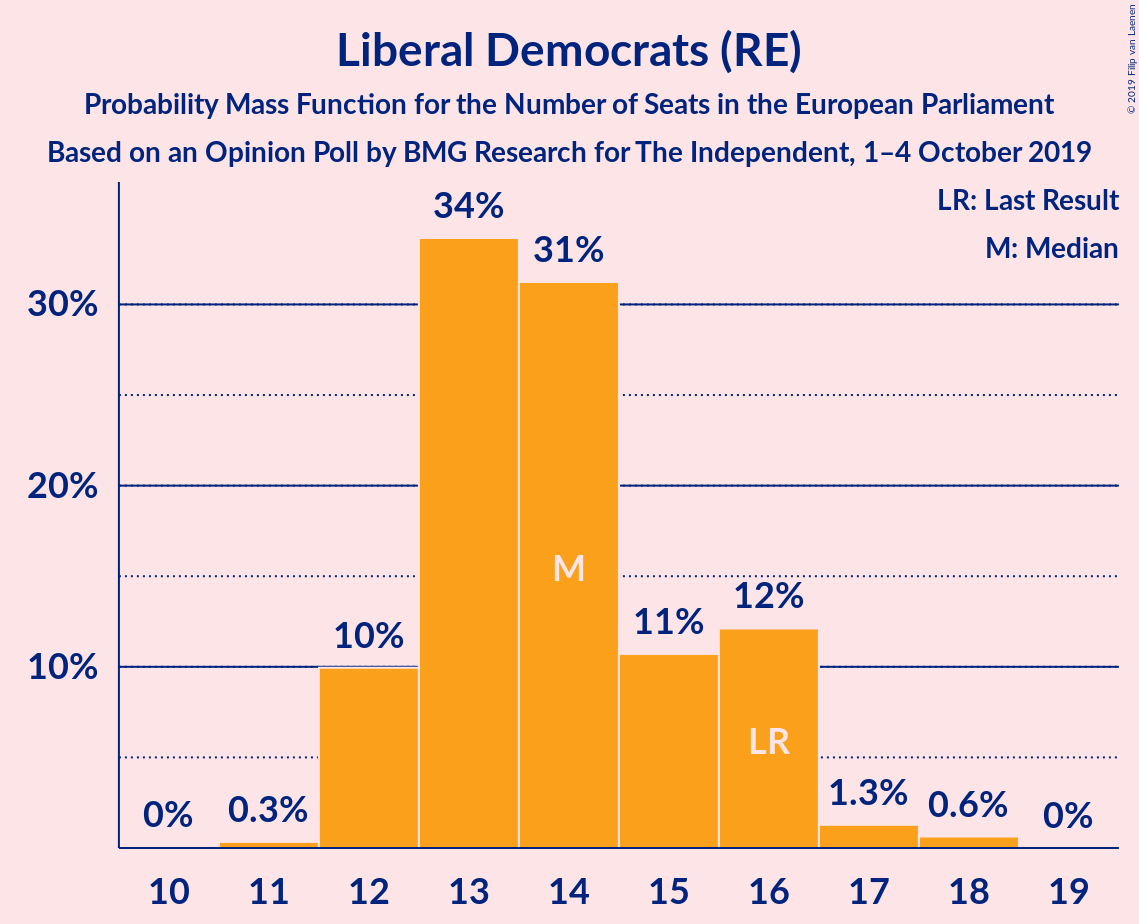 Liberal Democrats (RE)
Probability Mass Function for the Number of Seats in the European Parliament
Based on an Opinion Poll by BMG Research for The Independent, 1–4 October 2019
© 2019 Filip van Laenen
LR: Last Result
M: Median
34%
31%
30%
20%
M
12%
11%
10%
10%
LR
1.3%
0.6%
0.3%
0%
0%
10 11 12 13 14 15 16 17 18 19